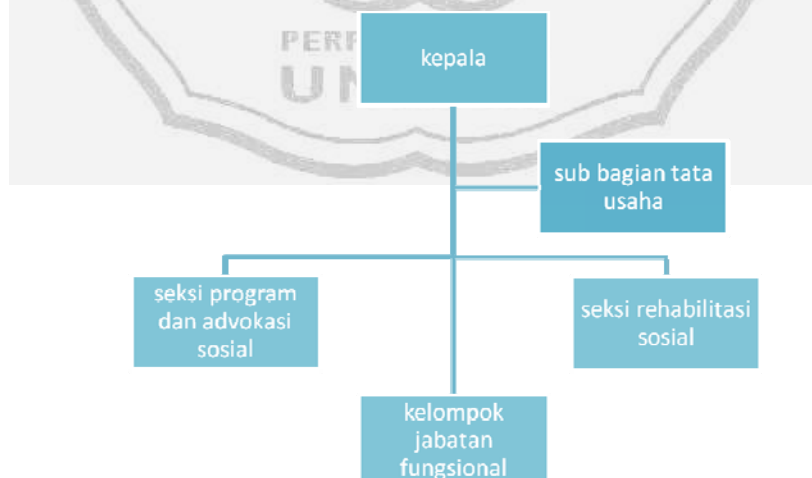 kepala
sub bagian tata
usaha
seksi program
dan advokasi
sosial
seksi rehabilitasi
sosial
kelompok
jabatan
fungsional